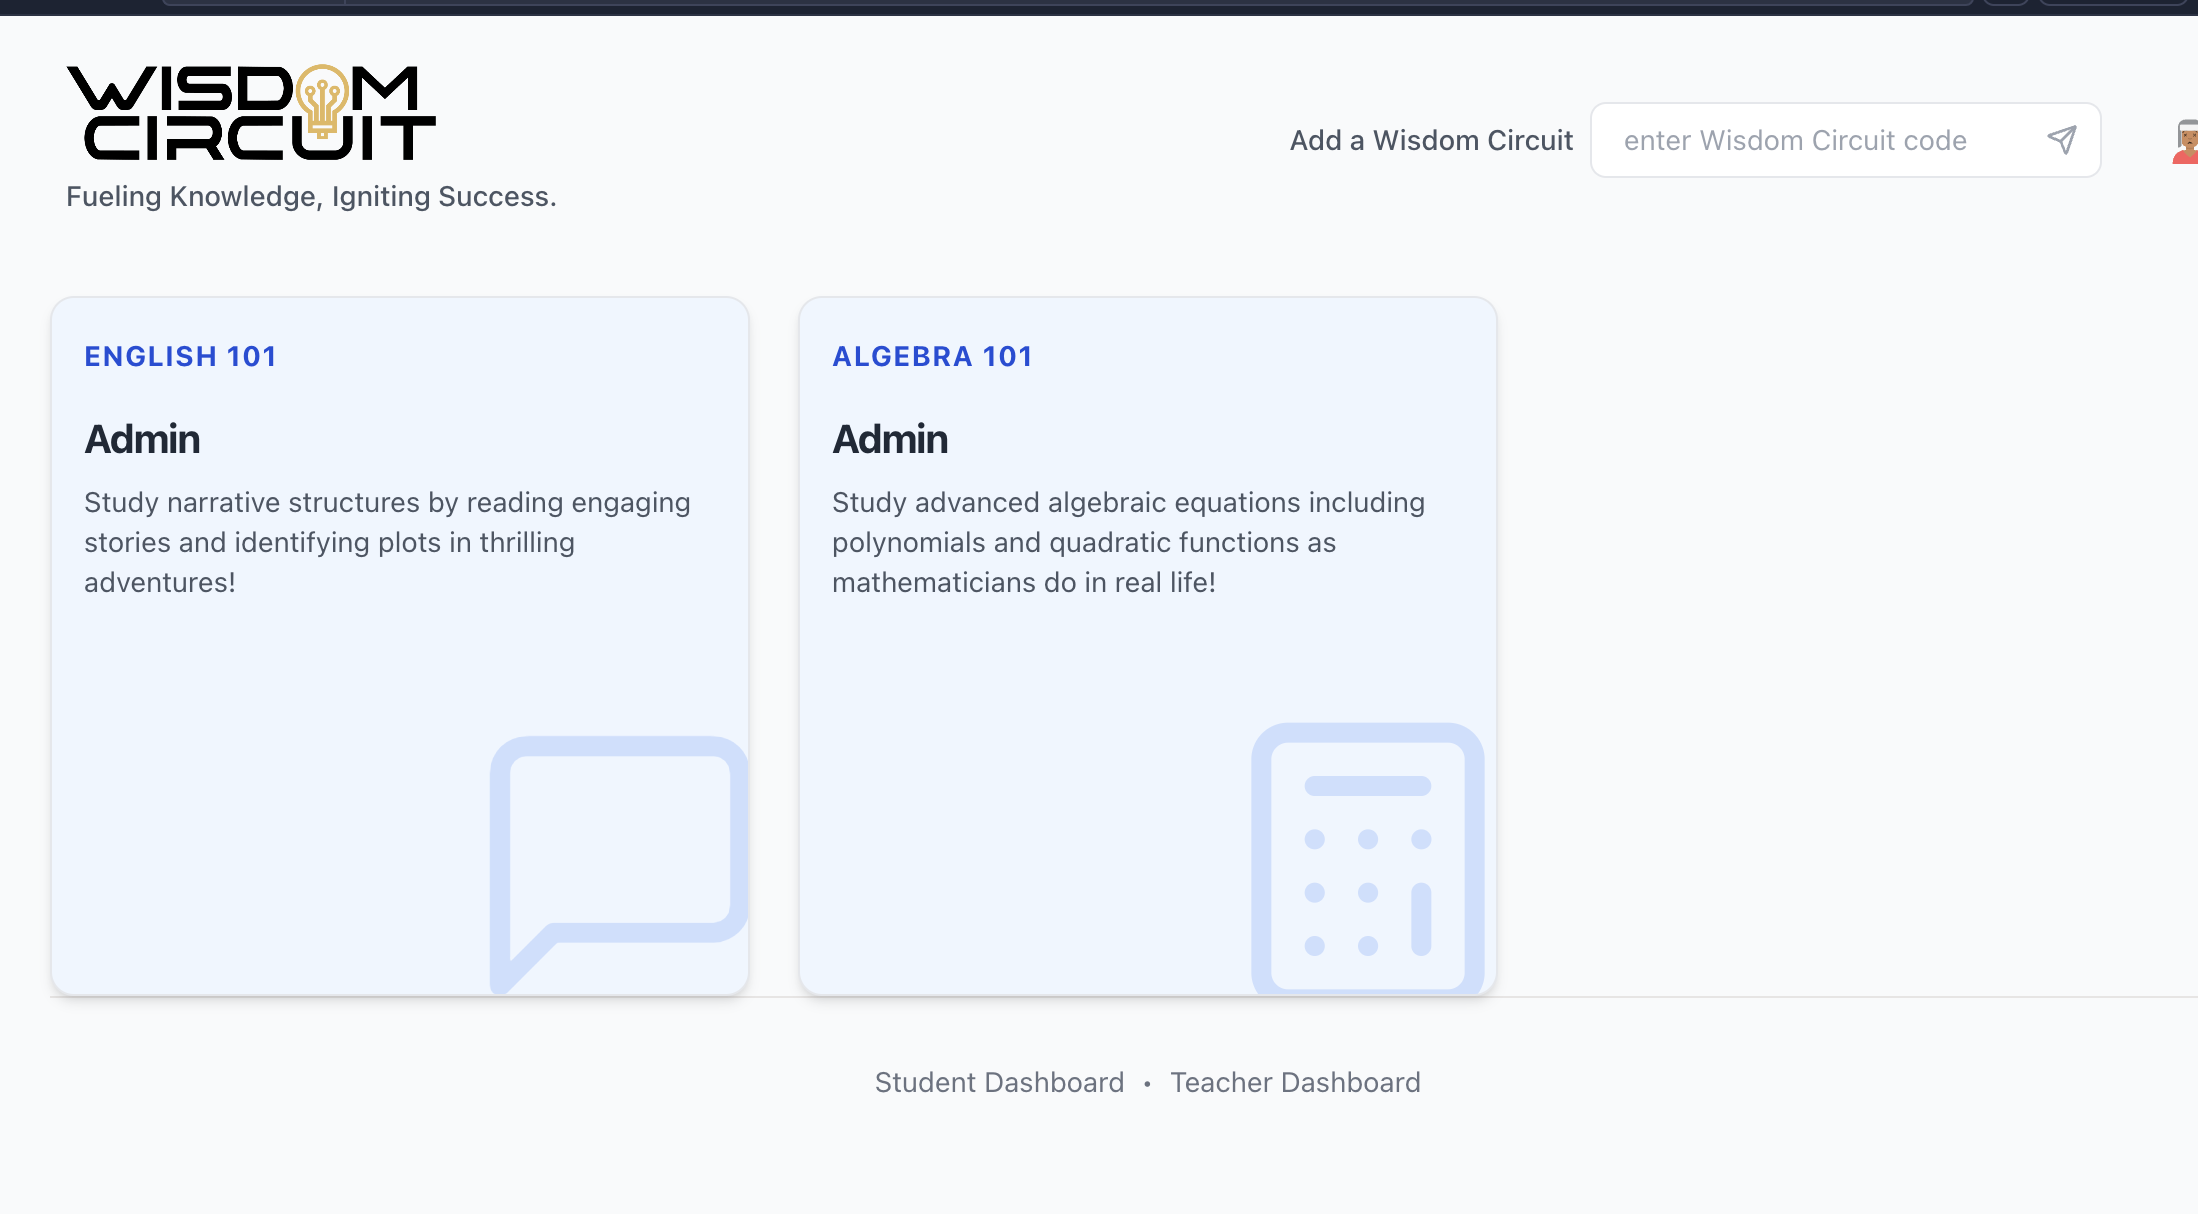 WISDOM
CIRCUIT
Fueling Knowledge, Igniting Success.
Add a Wisdom Circuit
enter Wisdom Circuit code
ENGLISH 101
Admin
Study narrative structures by reading engaging
stories and identifying plots in thrilling
adventures!
ALGEBRA 101
Admin
Study advanced algebraic equations including
polynomials and quadratic functions as
mathematicians do in real life!
Student Dashboard • Teacher Dashboard